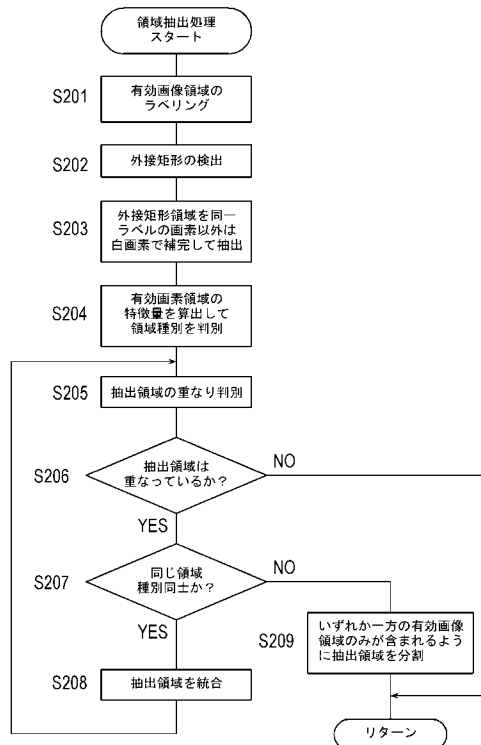 領域抽出処理
スタート
S201
有効画像領域の
ラベリング
S202
外接矩形の検出
S203
外接矩形領域を同一
ラベルの画素以外は
白画素で補完して抽出
S204
有効画素領域の
特徴量を算出して
領域種別を判別
S205
抽出領域の重なり判別
S206
抽出領域は
重なっているか?
NO
YES
S207
同じ領域
種別同士か?
NO
YES
S209
いずれか一方の有効画像
領域のみが含まれるよう
に抽出領域を分割
S208
抽出領域を統合
リターン